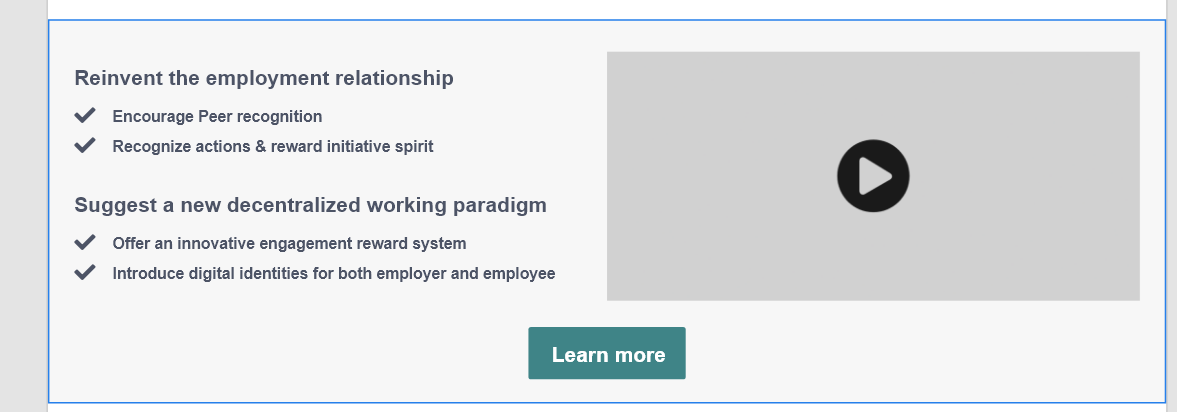 Reinvent the employment relationship
Encourage Peer recognition
Recognize actions & reward initiative spirit
Suggest a new decentralized working paradigm
Offer an innovative engagement reward system
Introduce digital identities for both employer and employee
Learn more